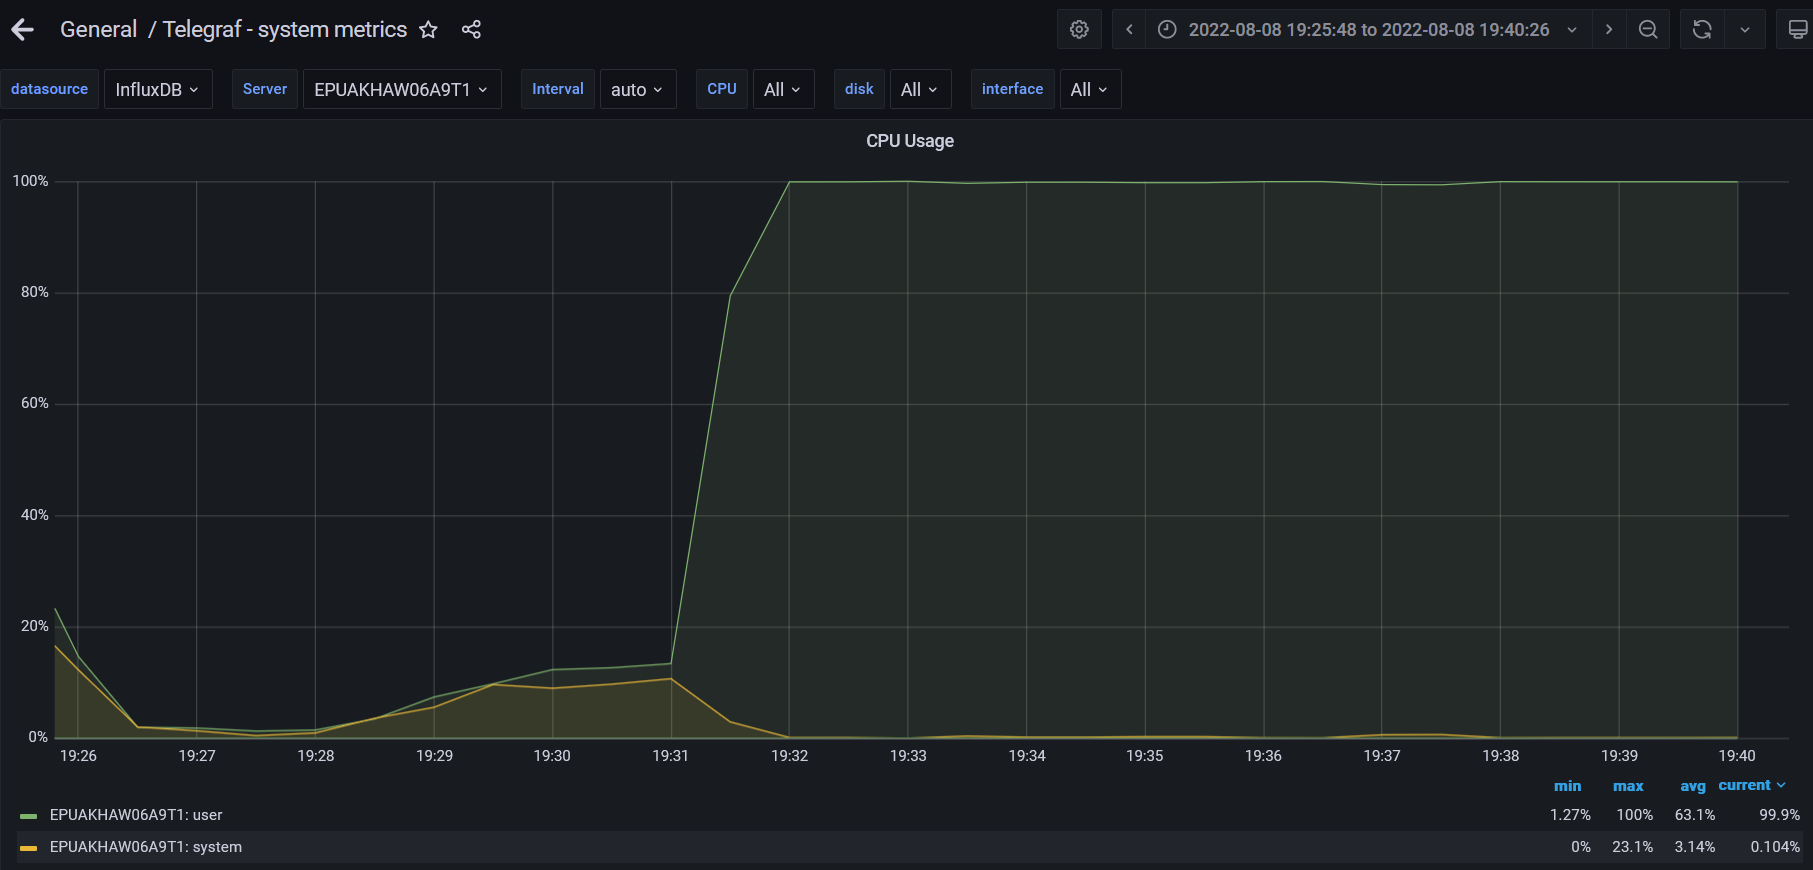 General / Telegraf - system metrics 2022-08-08 19:25:48 to 2022-08-08 19:40:26
datasource InfluxDB Server EPUAKHAW06A9T1 Interval auto CPU All disk All interface All
CPU Usage
100%
80%
60%
40%
20%
0%
19:26 19:27 19:28 19:29 19:30 19:31 19:32 19:33 19:34 19:35 19:36 19:37 19:38 19:39 19:40
min max avg current
EPUAKHAW06A9T1: user 1.27% 100% 63.1% 99.9%
EPUAKHAW06A9T1: system 0% 23.1% 3.14% 0.104%